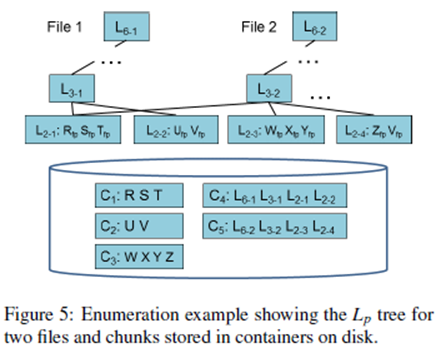 File 1 L6-1 File 2 L6-2
... ...
L3-1 L3-2 ...
L2-1: Rfp Sfp Tfp L2-2: Ufp Vfp L2-3: Wfp Xfp Yfp L2-4: Zfp Vfp
C1: R S T C4: L6-1 L3-1 L2-1 L2-2
C2: U V C5: L6-2 L3-2 L2-3 L2-4
C3: W X Y Z
Figure 5: Enumeration example showing the Lp tree for
two files and chunks stored in containers on disk.